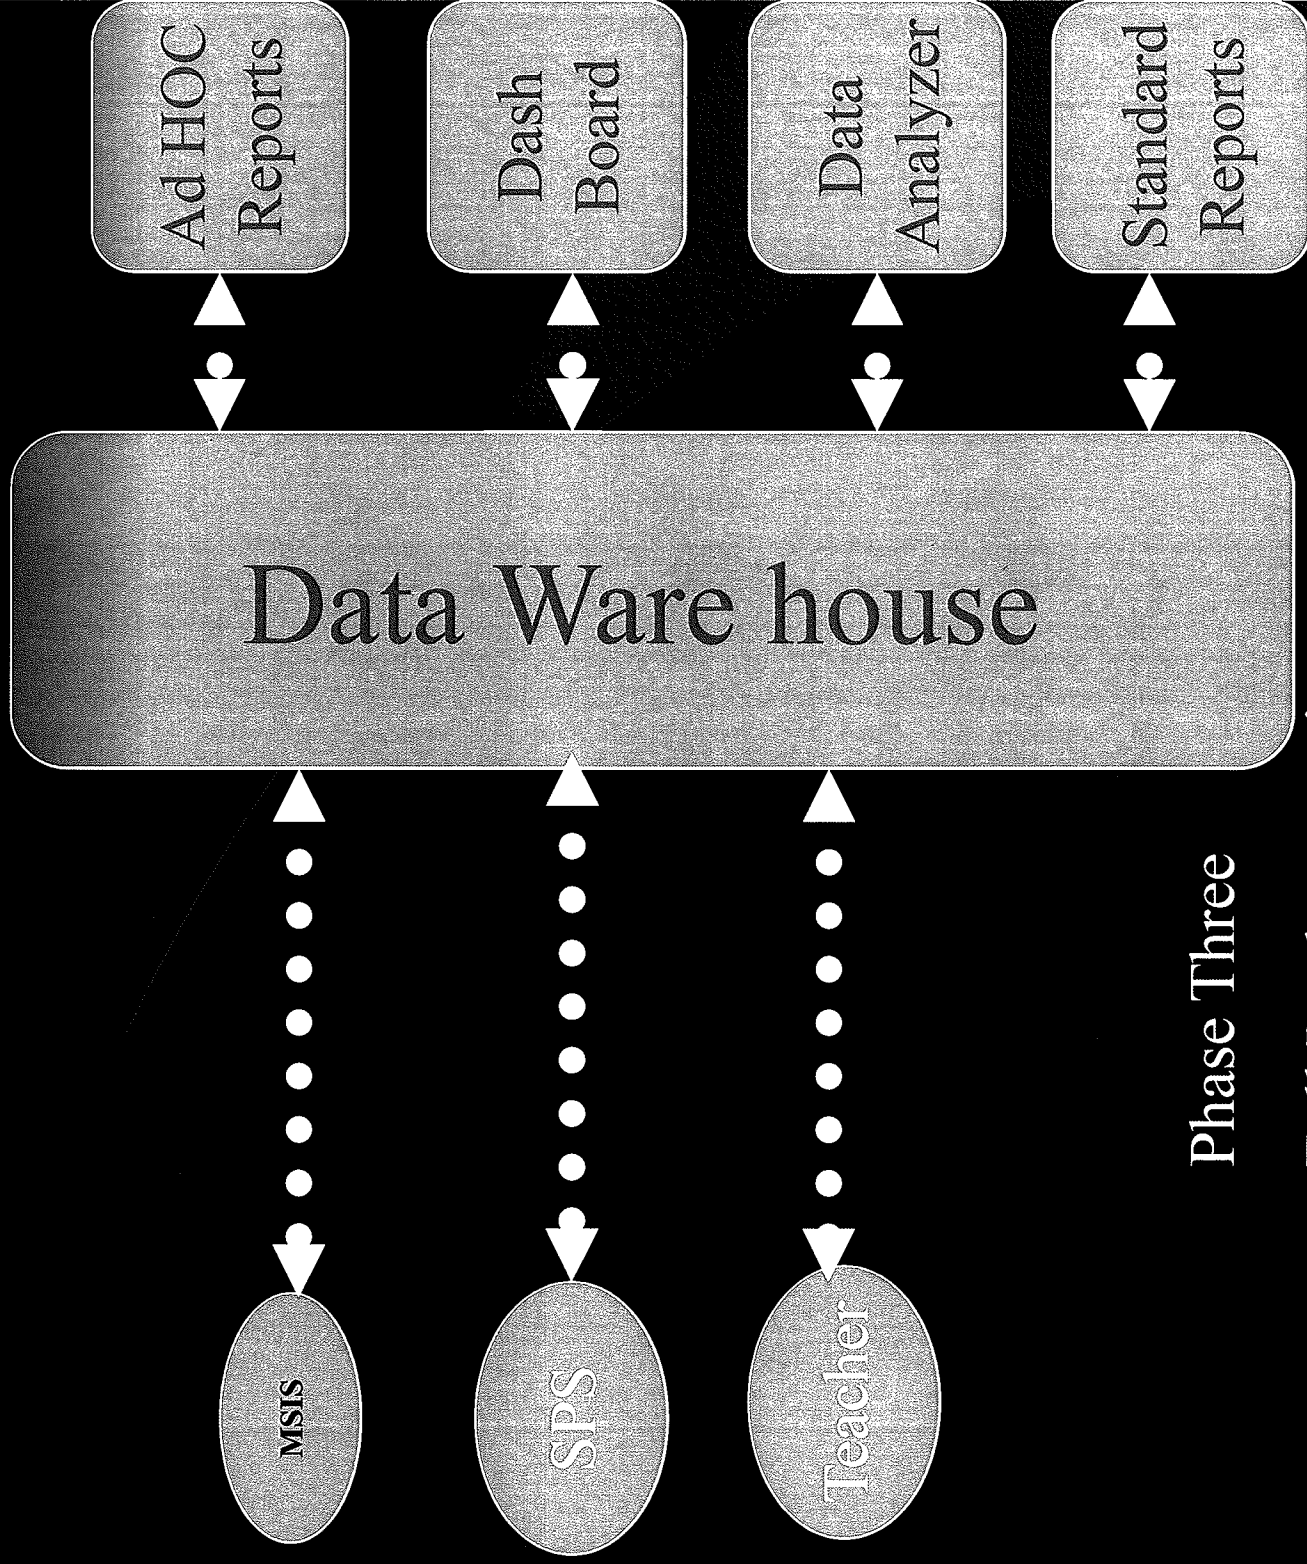 Ad HOC
Reports
Dash
Board
Data
Analyzer
Standard
Reports
Data Ware house
MSIS
SPS
Teacher
Phase Three